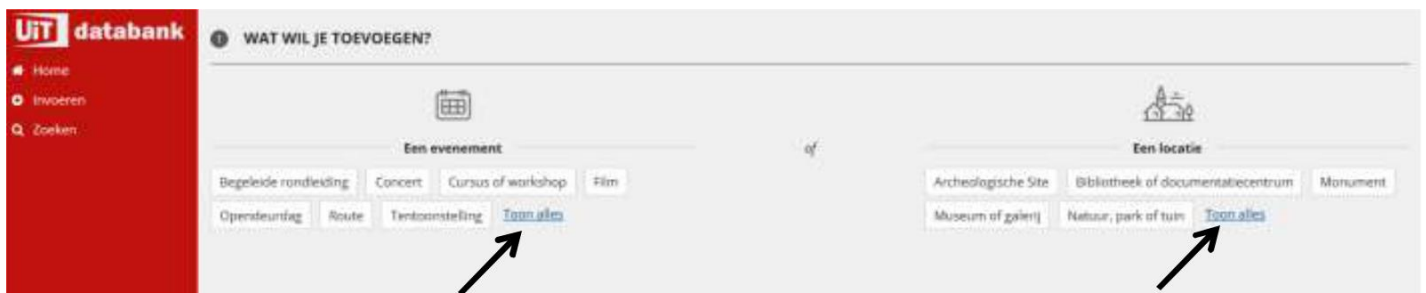 UiT databank
Home
Invoeren
Zoeken
1 WAT WIL JE TOEVOEGEN?
Een evenement
of
Een locatie
Begeleide rondleiding Concert Cursus of workshop Film
Opendeurdag Route Tentoonstelling Toon alles
Archeologische Site Bibliotheek of documentatiecentrum Monument
Museum of galerij Natuur, park of tuin Toon alles